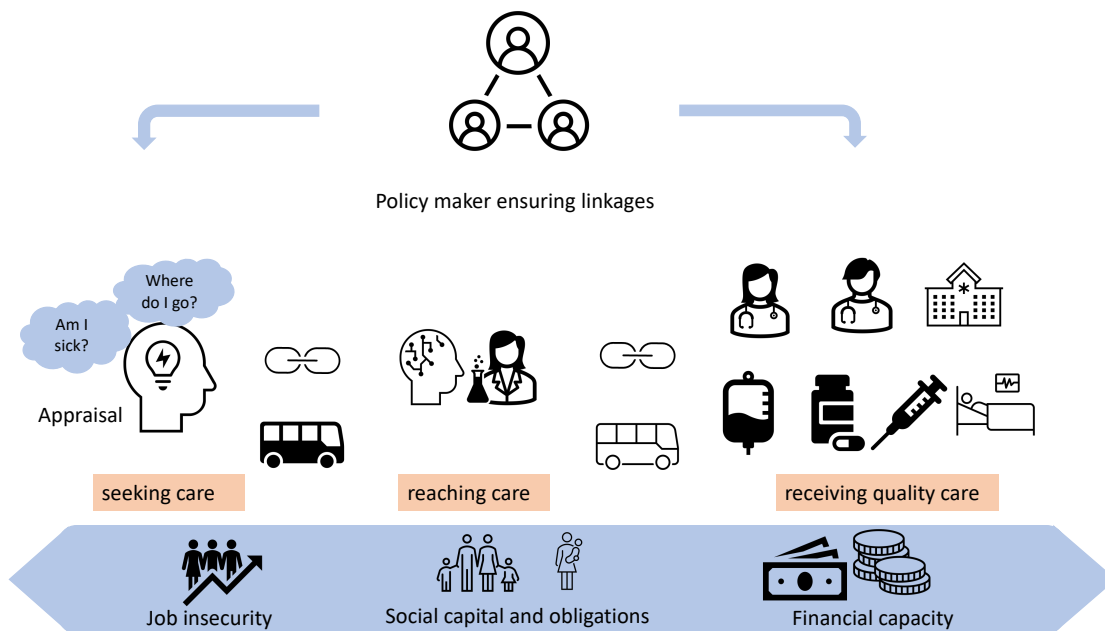 Policy maker ensuring linkages
Where
do I go?
Am I
sick?
Appraisal
seeking care
reaching care
receiving quality care
Job insecurity
Social capital and obligations
Financial capacity